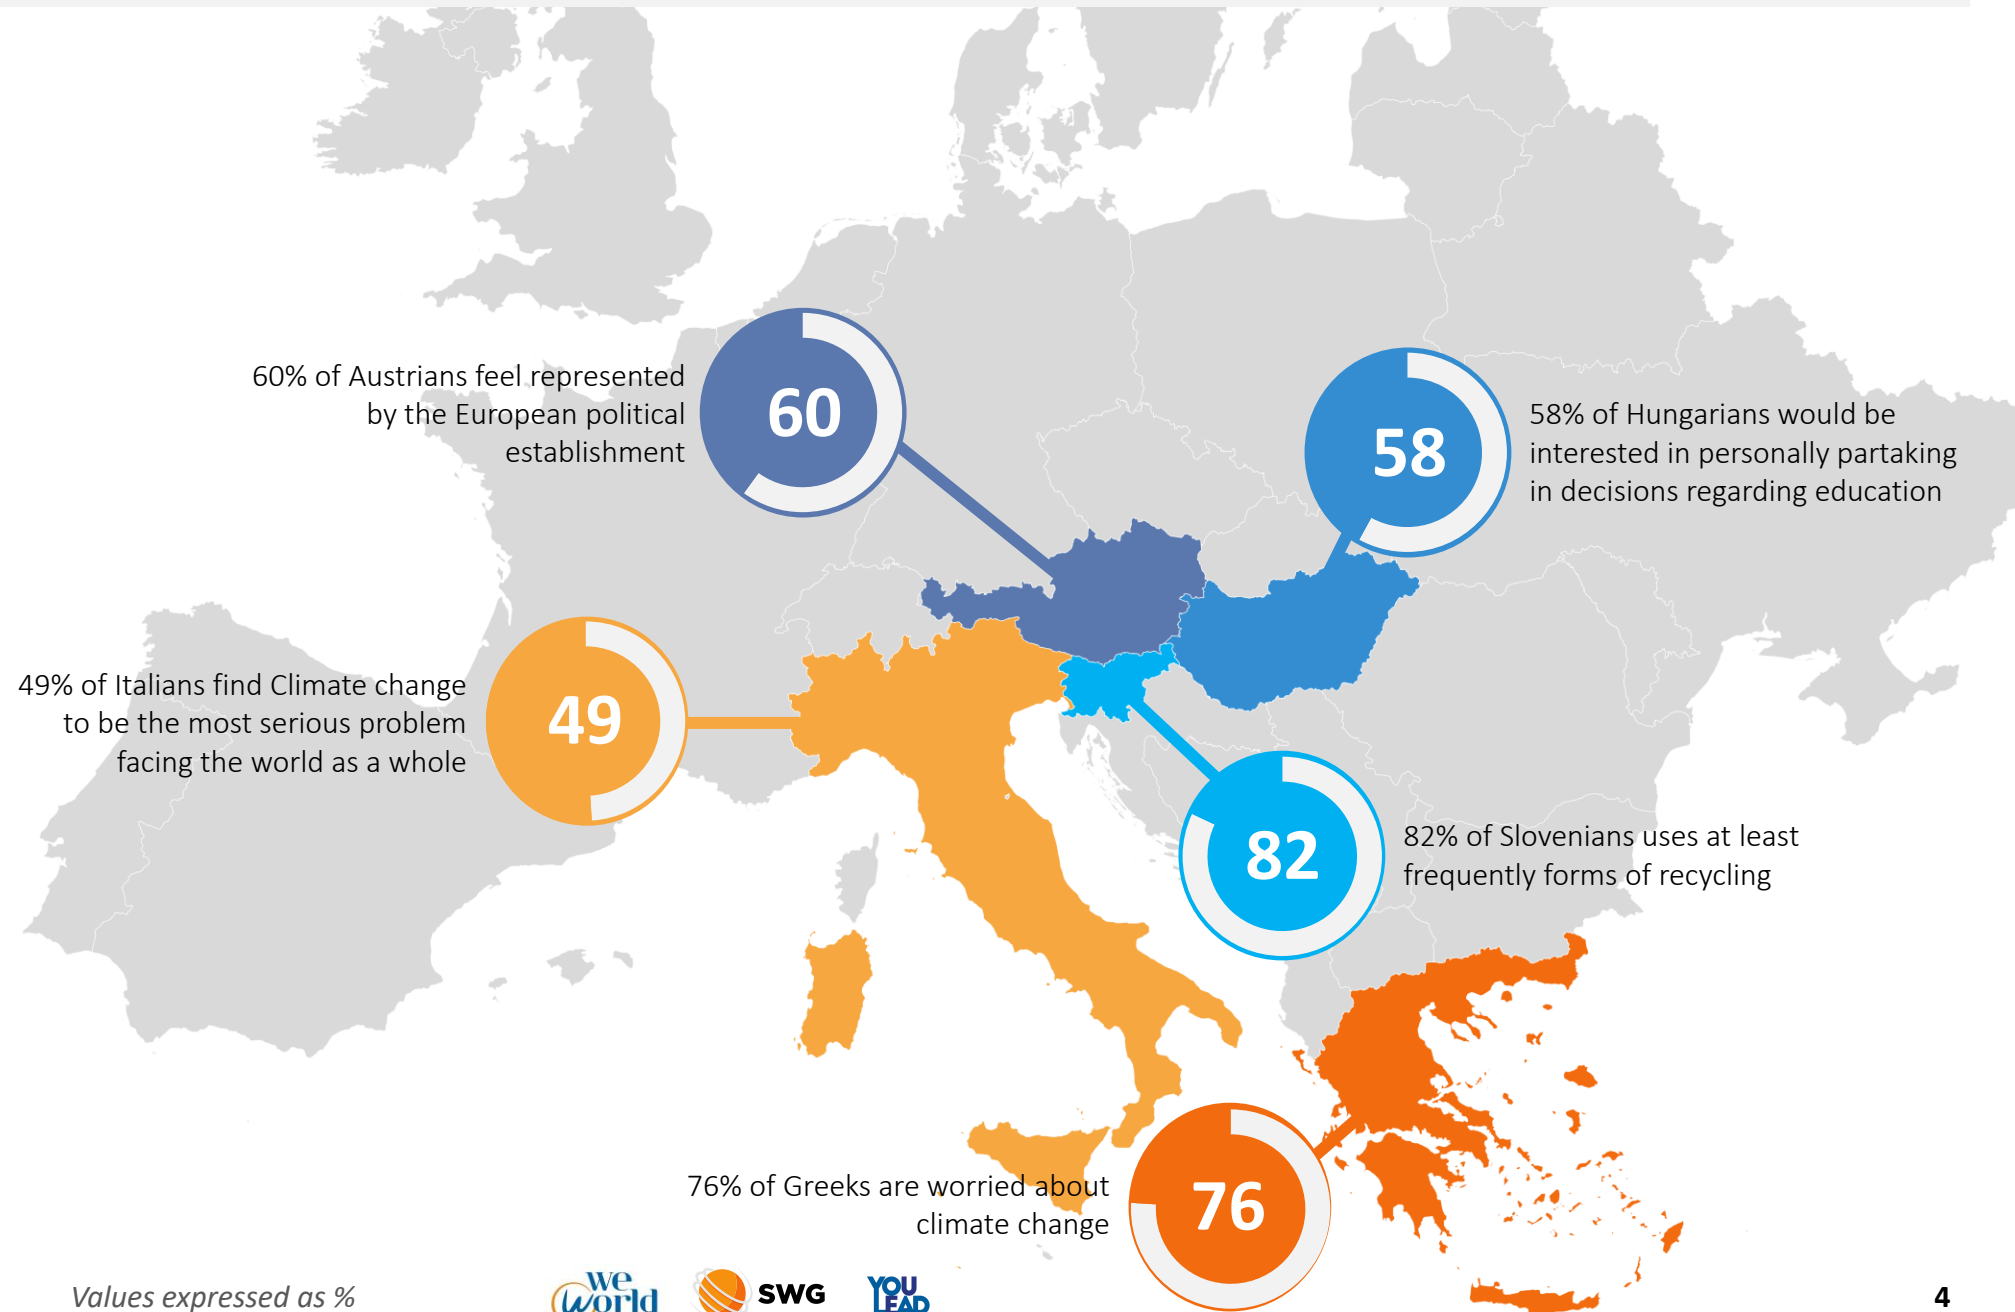 60% of Austrians feel represented
by the European political
establishment
60
58
58% of Hungarians would be
interested in personally partaking
in decisions regarding education
49% of Italians find Climate change
to be the most serious problem
facing the world as a whole
49
82
82% of Slovenians uses at least
frequently forms of recycling
76% of Greeks are worried about
climate change
76
Values expressed as %
we
World
SWG
YOU
LEAD
4